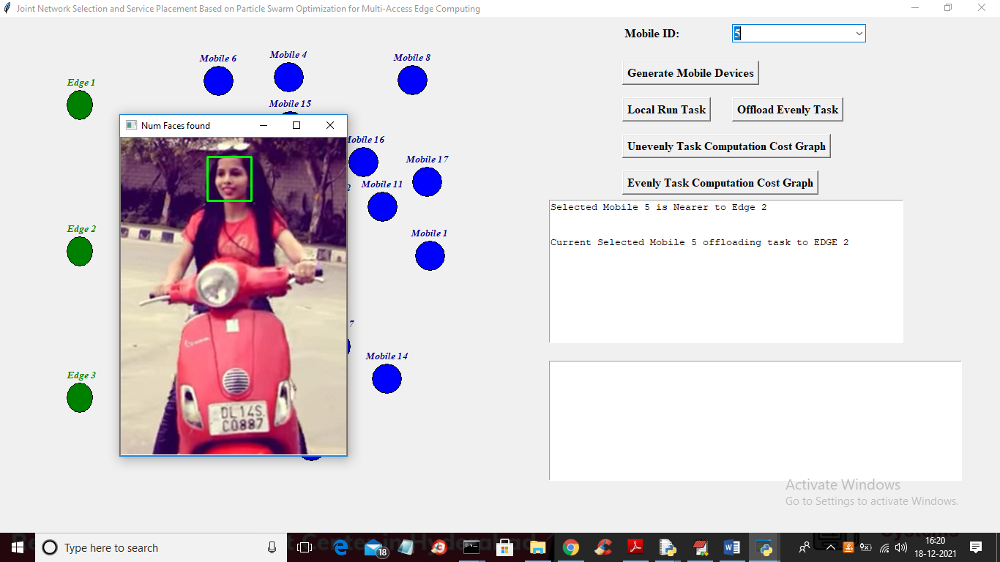 Joint Network Selection and Service Placement Based on Particle Swarm Optimization for Multi-Access Edge Computing
Mobile ID:
5
Mobile 6
Mobile 4
Mobile 8
Generate Mobile Devices
Edge 1
Mobile 15
Local Run Task
Offload Evenly Task
Num Faces found
Mobile 16
Unevenly Task Computation Cost Graph
Mobile 17
2
Mobile 11
Evenly Task Computation Cost Graph
Selected Mobile 5 is Nearer to Edge 2
Edge 2
Mobile 1
Current Selected Mobile 5 offloading task to EDGE 2
7
Mobile 14
Edge 3
DL14S
C0887
Activate Windows
Go to Settings to activate Windows.
Type here to search
18
16:20
18-12-2021